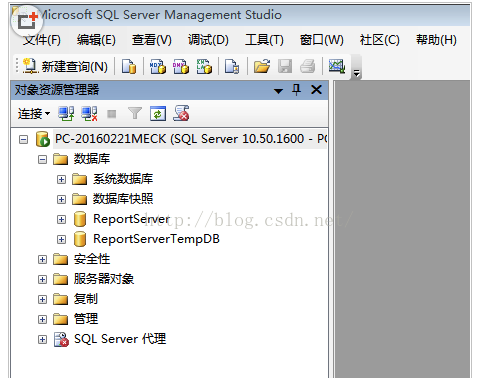 Microsoft SQL Server Management Studio
文件(F) 编辑(E) 查看(V) 调试(D) 工具(T) 窗口(W) 社区(C) 帮助(H)
新建查询(N)
对象资源管理器
连接
PC-20160221MECK (SQL Server 10.50.1600 - PC
数据库
系统数据库
数据库快照
ReportServer
http://blog.csdn.net/
ReportServerTempDB
安全性
服务器对象
复制
管理
SQL Server 代理